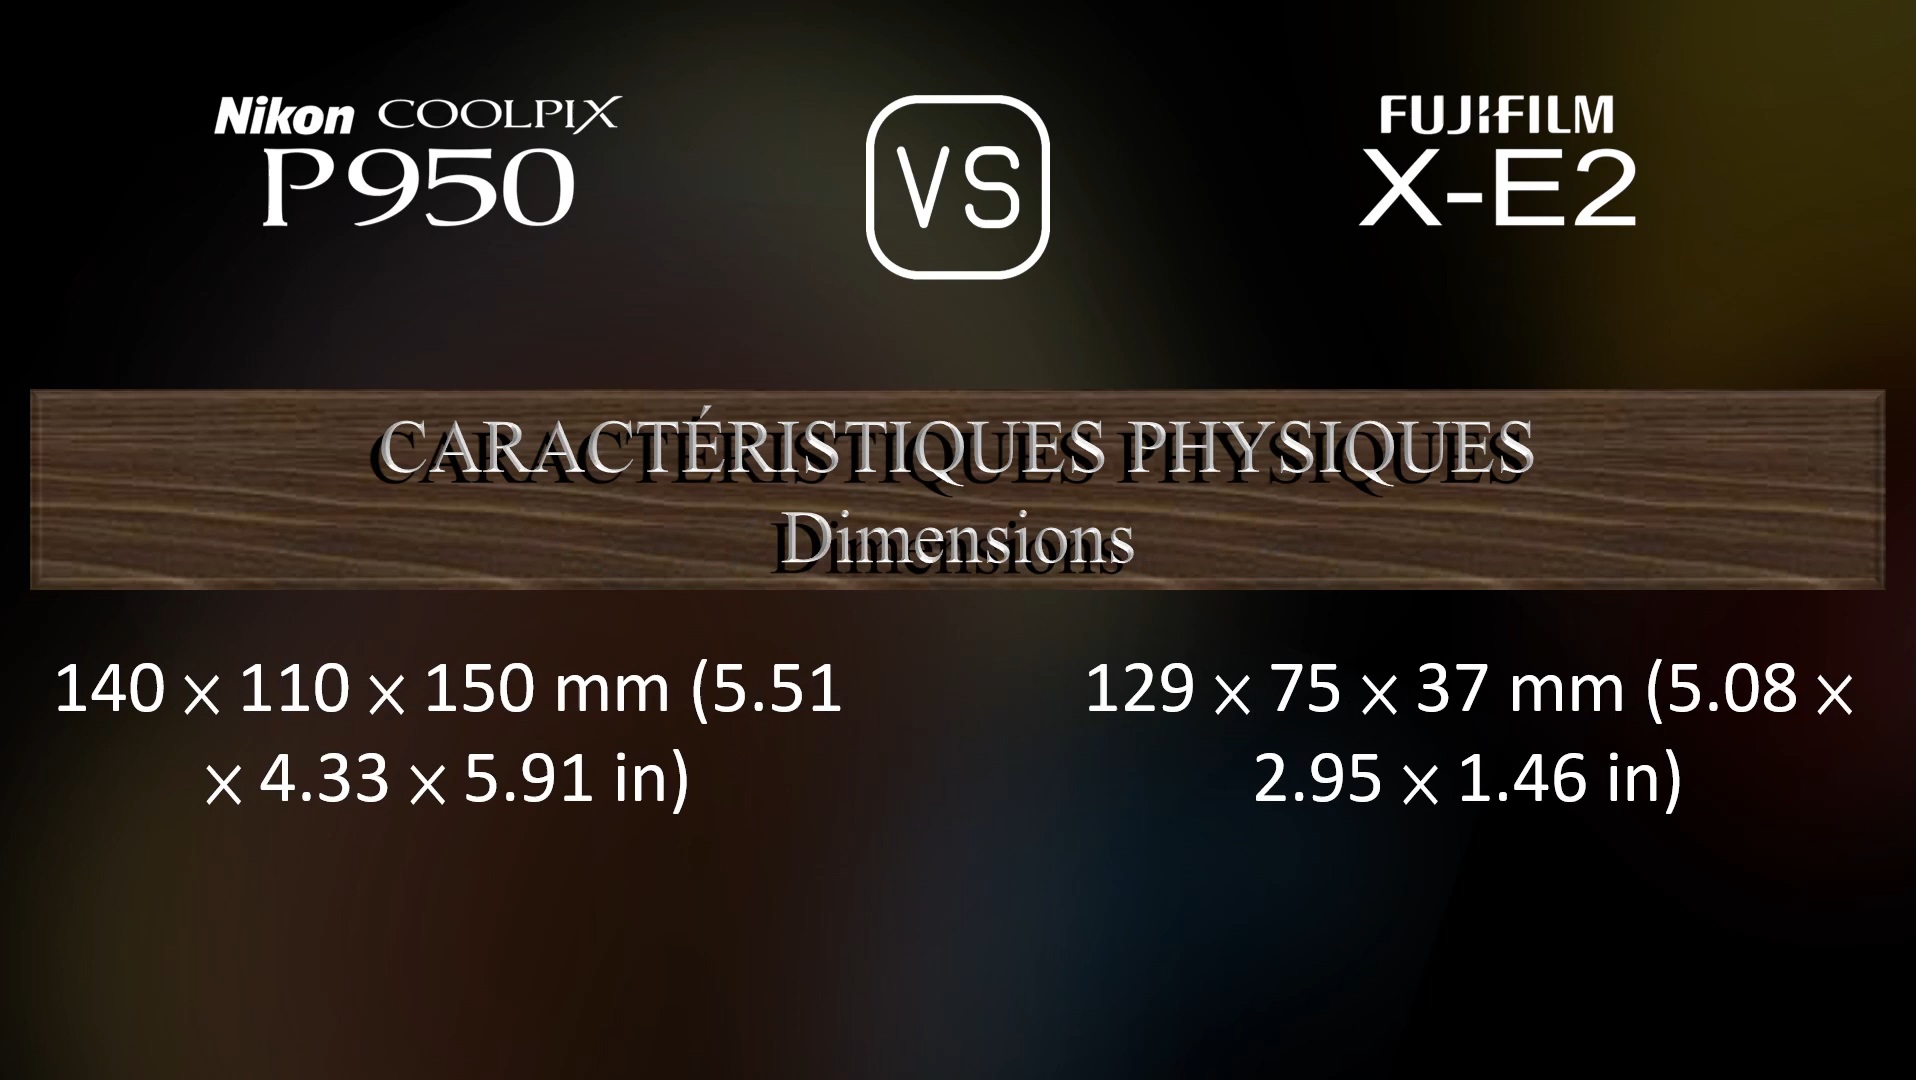 Nikon COOLPIX
P950
VS
FUJIFILM
X-E2
CARACTÉRISTIQUES PHYSIQUES
Dimensions
140 x 110 x 150 mm (5.51
x 4.33 x 5.91 in)
129 x 75 x 37 mm (5.08 x
2.95 x 1.46 in)